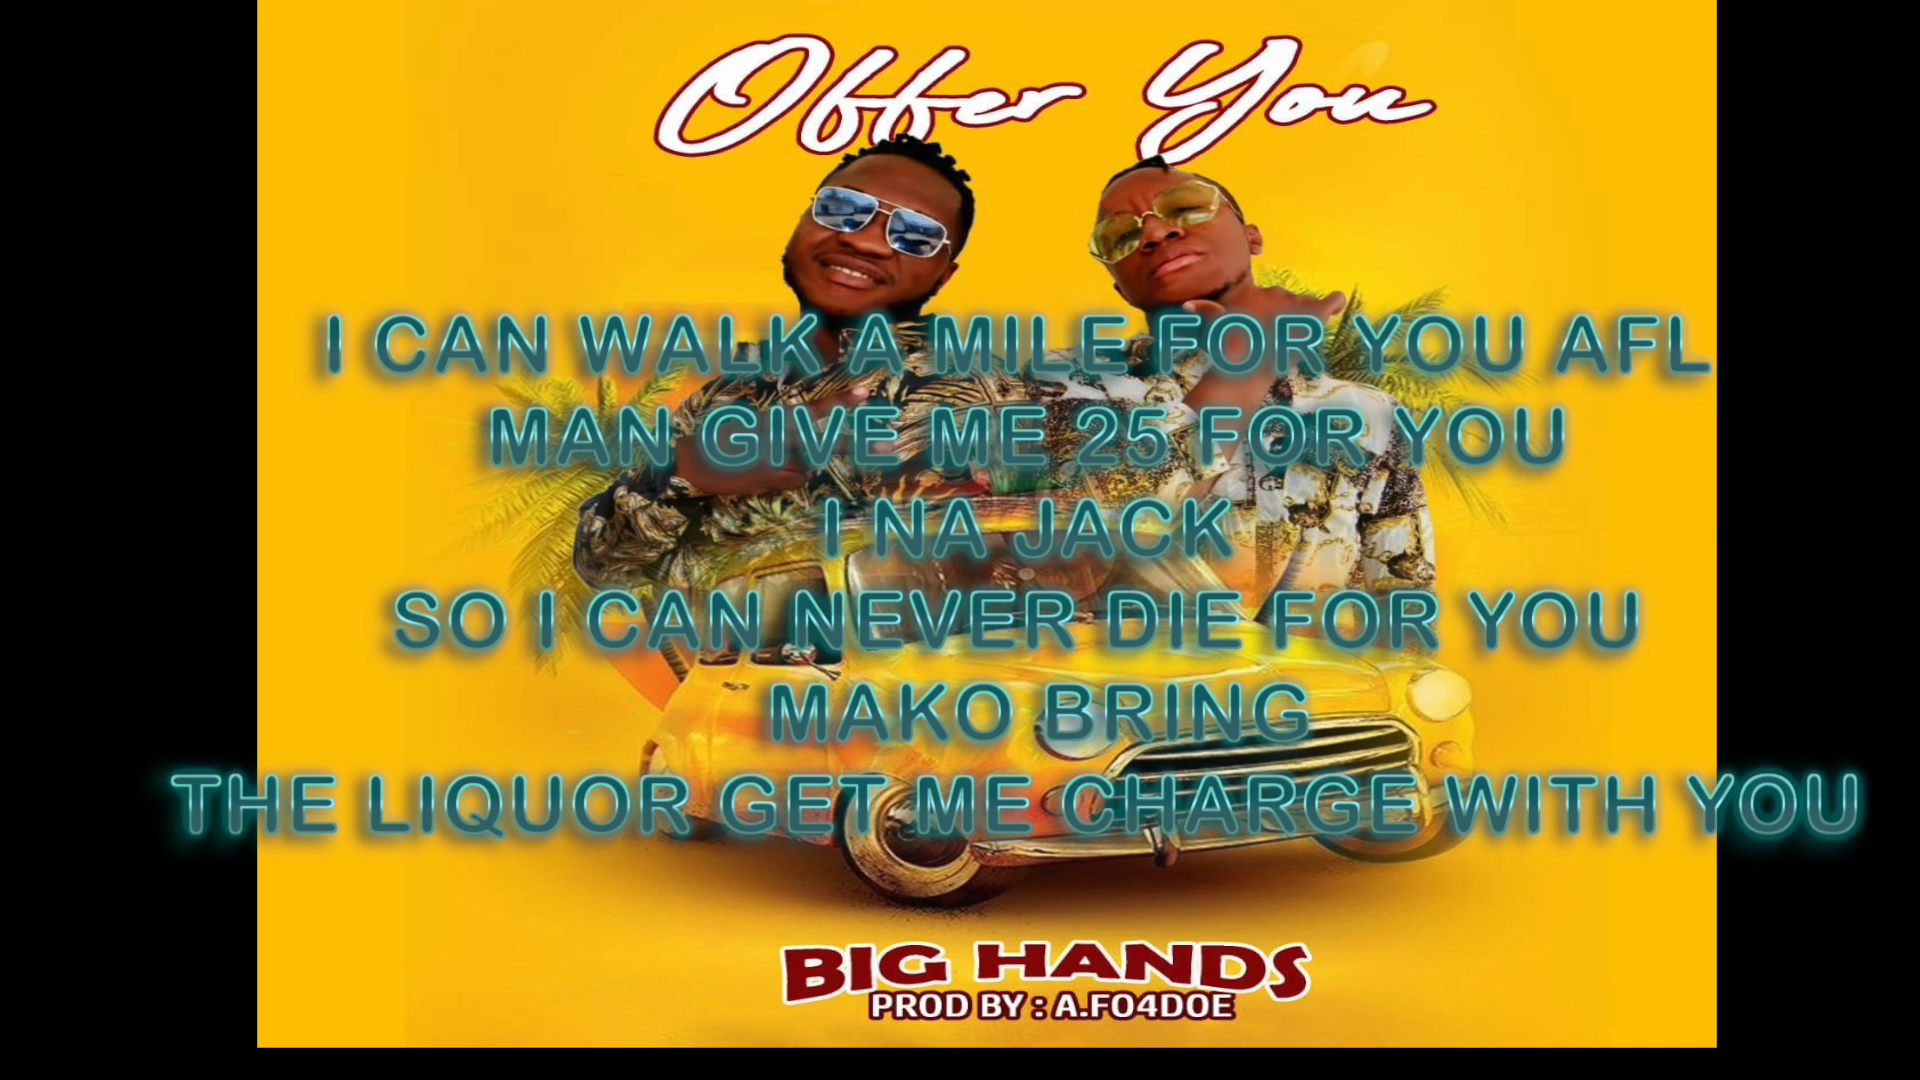 Offer You
I CAN WALK A MILE FOR YOU AFL
MAN GIVE ME 25 FOR YOU
I NA JACK
SO I CAN NEVER DIE FOR YOU
MAKO BRING
THE LIQUOR GET ME CHARGE WITH YOU
BIG HANDS
PROD BY : A.FO4DOE